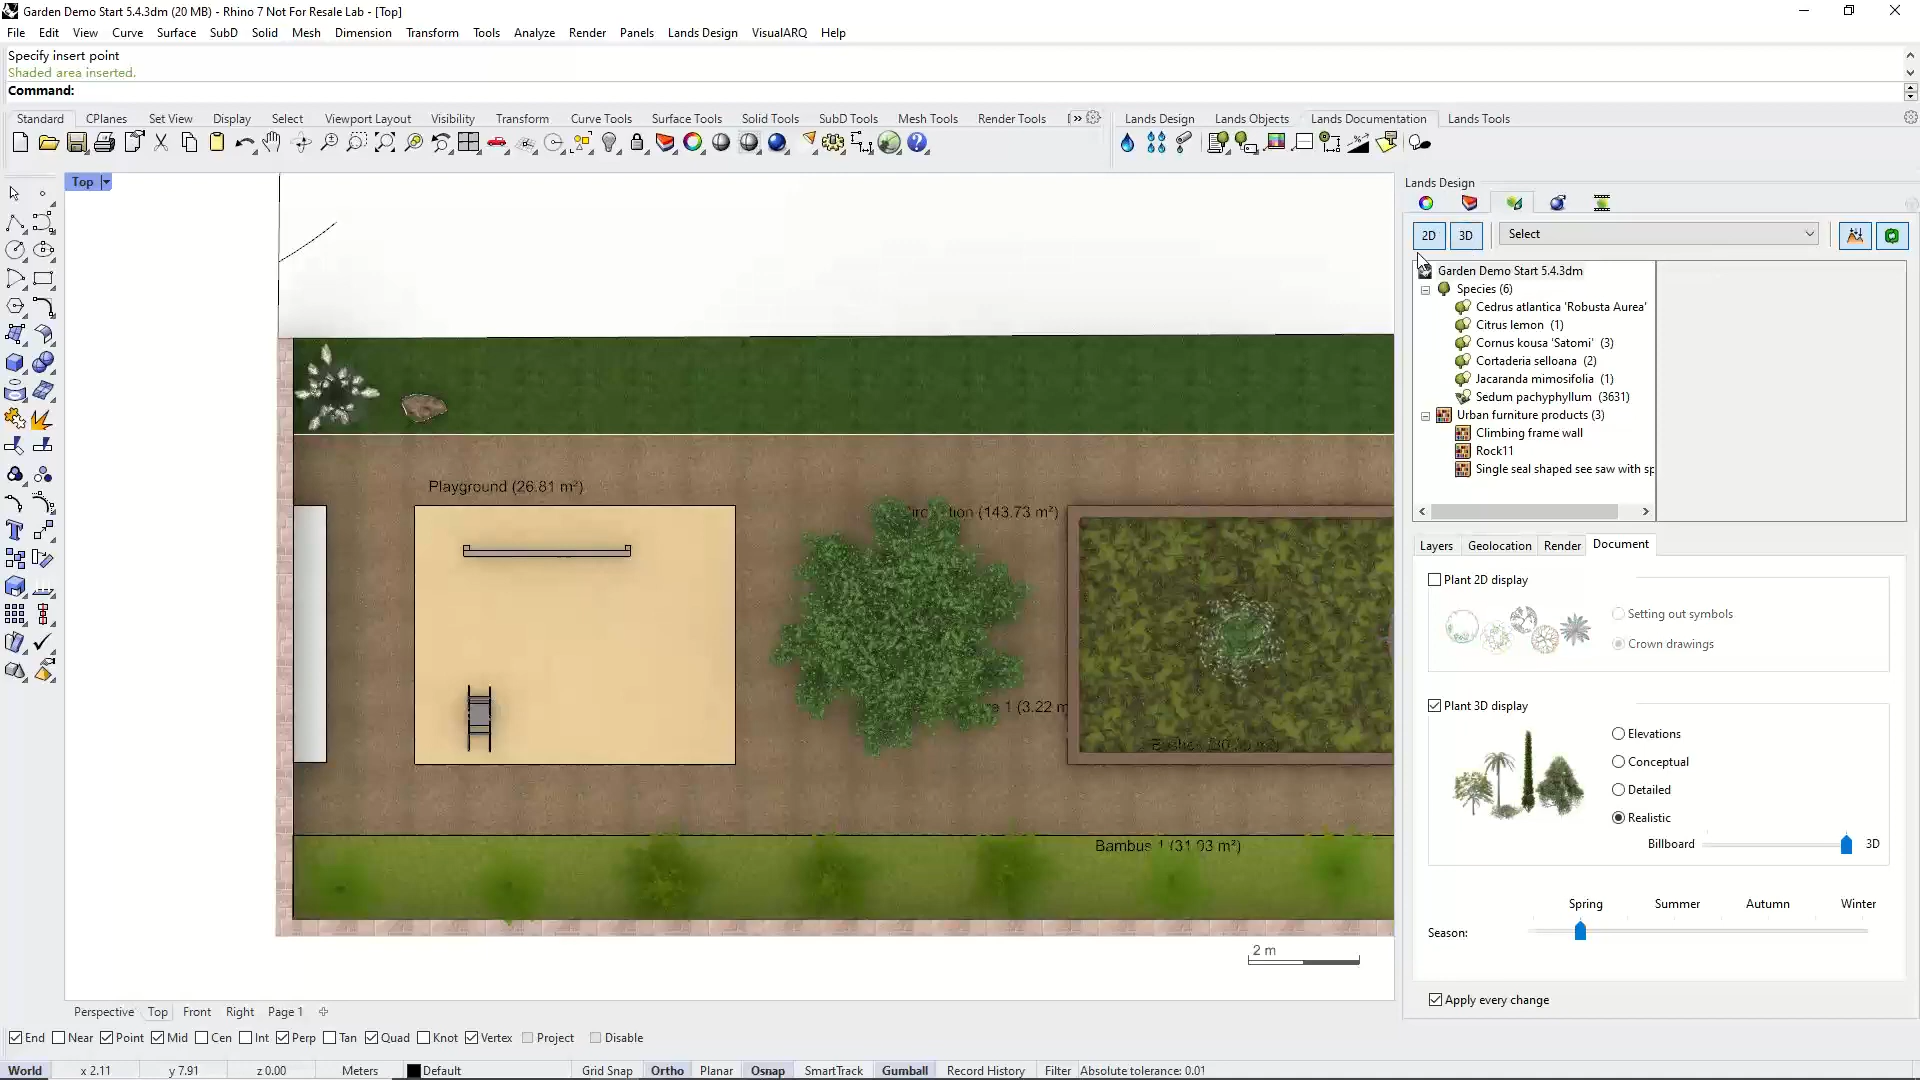 Garden Demo Start 5.4.3dm (20 MB) - Rhino 7 Not For Resale Lab - [Top]
File Edit View Curve Surface SubD Solid Mesh Dimension Transform Tools Analyze Render Panels Lands Design VisualARQ Help
Specify insert point
Shaded area inserted.
Command:
Standard CPlanes Set View Display Select Viewport Layout Visibility Transform Curve Tools Surface Tools Solid Tools SubD Tools Mesh Tools Render Tools
Lands Design Lands Objects Lands Documentation Lands Tools
Top
Lands Design
2D 3D Select
Garden Demo Start 5.4.3dm
Species (6)
Cedrus atlantica 'Robusta Aurea'
Citrus lemon (1)
Cornus kousa 'Satomi' (3)
Cortaderia selloana (2)
Jacaranda mimosifolia (1)
Sedum pachyphyllum (3631)
Urban furniture products (3)
Climbing frame wall
Rock11
Single seal shaped see saw with sp
Playground (26.81 m²)
(143.73 m²)
1 (3.22 m
Bambus 1 (31.93 m²)
2 m
Layers Geolocation Render Document
Plant 2D display
Setting out symbols
Crown drawings
Plant 3D display
Elevations
Conceptual
Detailed
Realistic
Billboard 3D
Spring Summer Autumn Winter
Season:
Apply every change
Perspective Top Front Right Page 1
End Near Point Mid Cen Int Perp Tan Quad Knot Vertex Project Disable
World x 2.11 y 7.91 z 0.00 Meters Default Grid Snap Ortho Planar Osnap SmartTrack Gumball Record History Filter Absolute tolerance: 0.01